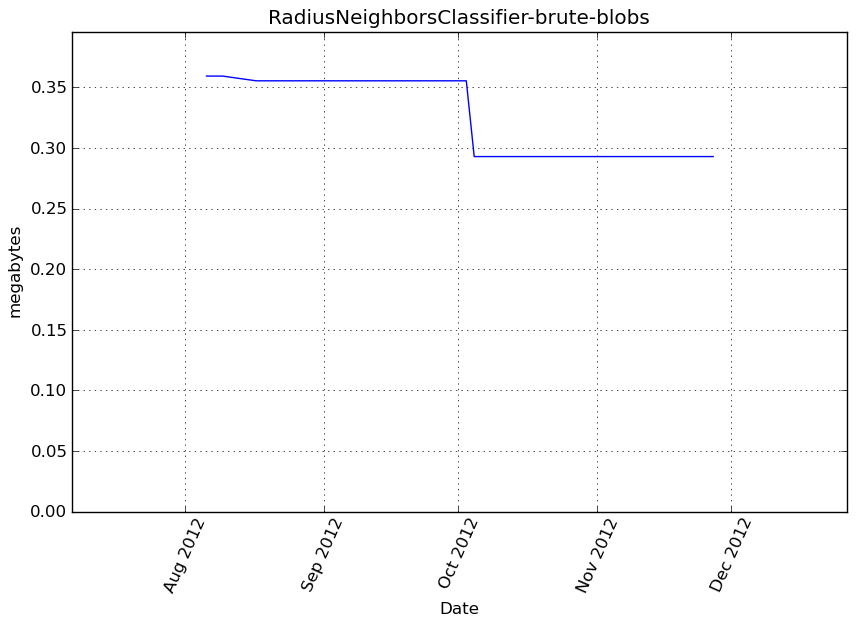 RadiusNeighborsClassifier-brute-blobs
0.35
0.30
0.25
0.20
0.15
0.10
0.05
0.00
megabytes
Aug 2012
Sep 2012
Oct 2012
Nov 2012
Dec 2012
Date